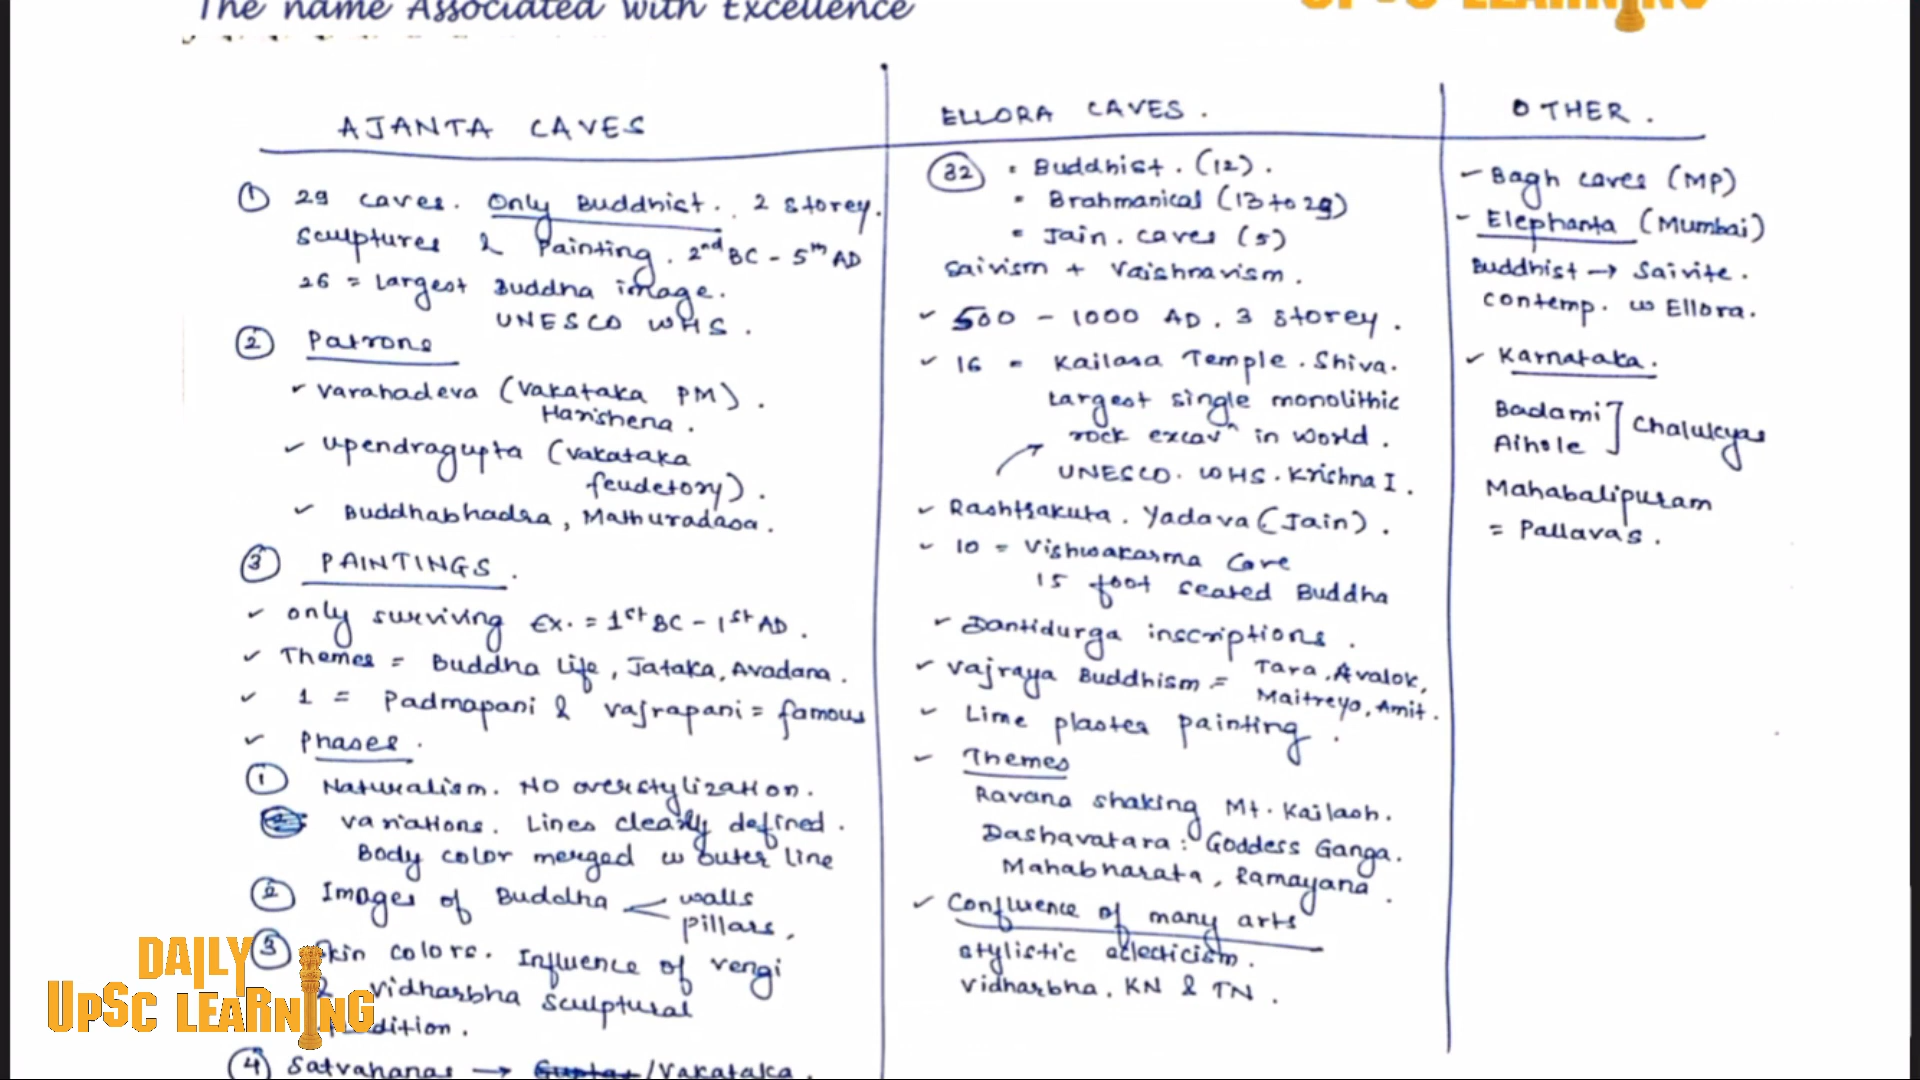 The name Associated with Excellence
UPSC LEARNING
AJANTA CAVES
① 29 caves. Only Buddhist. 2 storey.
Sculptures & Painting. 2nd BC - 5th AD
26 = Largest Buddha image.
UNESCO WHS.
② Patrons
✓ Varahadeva (Vakataka PM).
Harishena.
✓ Upendragupta (Vakataka
feudetory).
✓ Buddhabhadra, Mathuradasa.
③ PAINTINGS.
✓ only surviving Ex. = 1st BC - 1st AD.
✓ Themes = Buddha Life, Jataka, Avadana.
✓ 1 = Padmapani & Vajrapani = famous
✓ Phases.
① Naturalism. No overstylization.
variations. Lines clearly defined.
Body color merged w outer line
② Images of Buddha < walls
pillars,
③ Skin colors. Influence of vengi
& vidharbha sculptural
tradition.
④ Satvahanas → /Vakataka.
ELLORA CAVES.
32 • Buddhist. (12).
• Brahmanical (13 to 29)
• Jain. caves (5)
Saivism + Vaishnavism.
✓ 500 - 1000 AD. 3 storey.
✓ 16 = Kailasa Temple. Shiva.
Largest single monolithic
rock excavn in world.
UNESCO. WHS. Krishna I.
✓ Rashtrakuta. Yadava (Jain).
✓ 10 = Vishwakarma Cave
15 foot seated Buddha
✓ Dantidurga inscriptions.
✓ Vajraya Buddhism = Tara, Avalok,
Maitreyo, Amit.
✓ Lime plaster painting.
✓ Themes
Ravana shaking Mt. Kailash.
Dashavatara: Goddess Ganga.
Mahabharata, Ramayana.
✓ Confluence of many arts
stylistic eclecticism.
vidharbha, KN & TN.
OTHER.
- Bagh caves (MP)
- Elephanta (Mumbai)
Buddhist → Saivite.
contemp. w Ellora.
✓ Karnataka.
Badami ] Chalukyas
Aihole
Mahabalipuram
= Pallavas.
DAILY
UPSC LEARNING